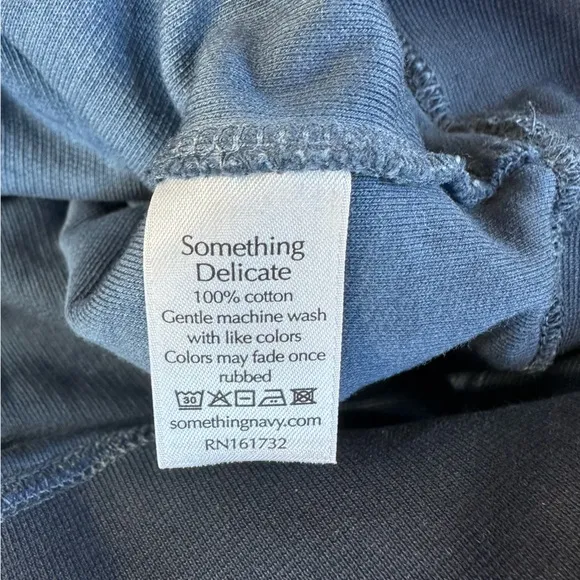 Something
Delicate
100% cotton
Gentle machine wash
with like colors
Colors may fade once
rubbed
30
somethingnavy.com
RN161732